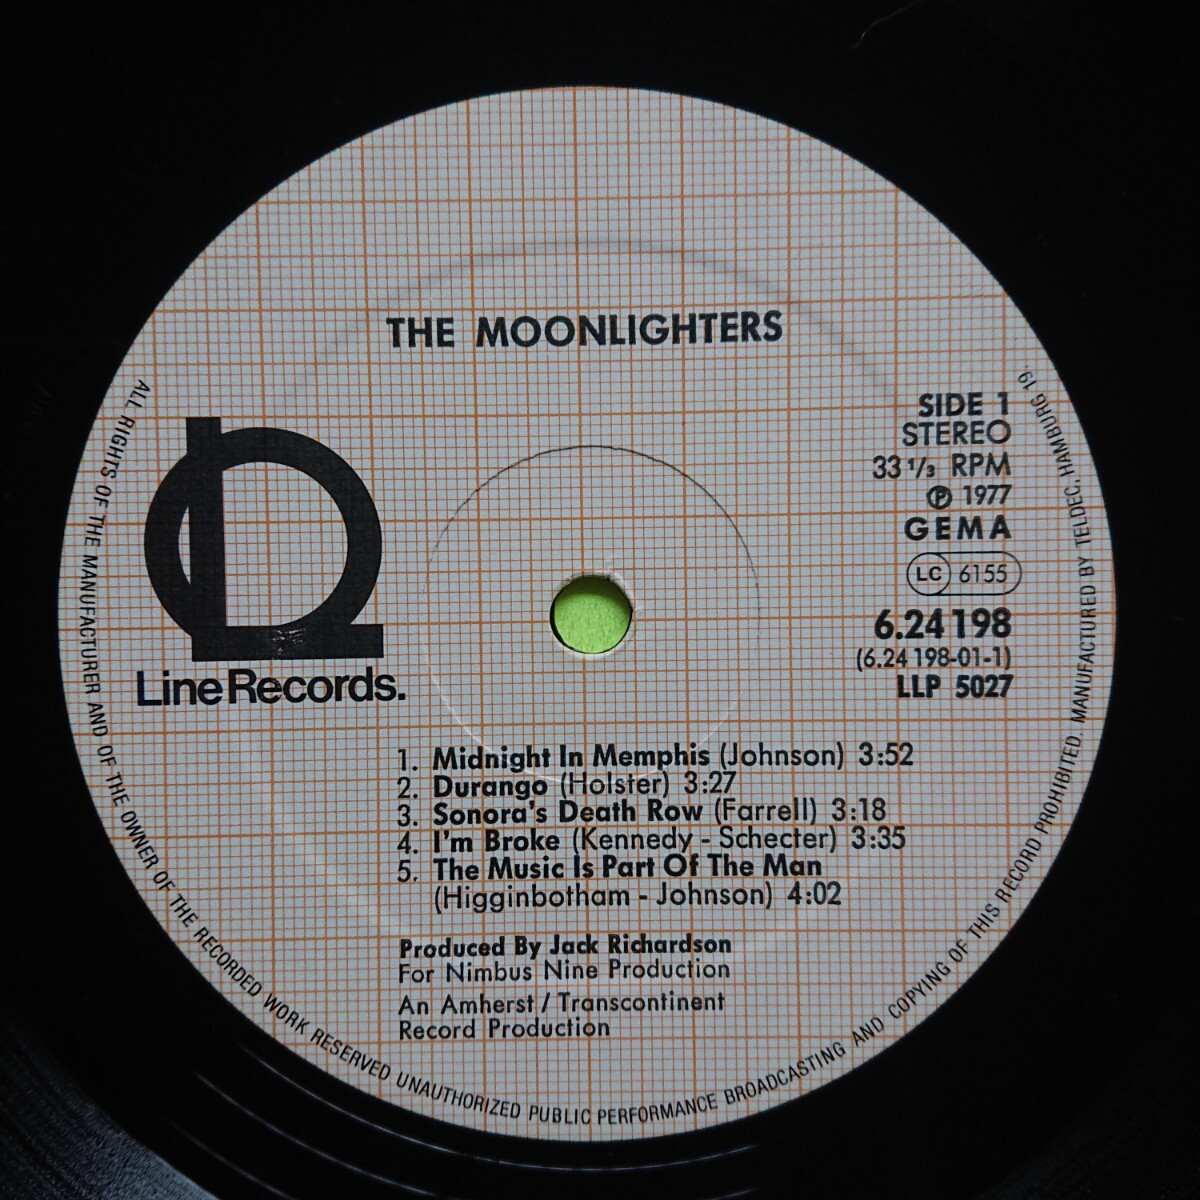 THE MOONLIGHTERS
SIDE 1
STEREO
33 1/3 RPM
℗ 1977
GEMA
LC 6155
6.24 198
(6.24 198-01-1)
LLP 5027
Line Records.
1. Midnight In Memphis (Johnson) 3:52
2. Durango (Holster) 3:27
3. Sonora's Death Row (Farrell) 3:18
4. I'm Broke (Kennedy - Schecter) 3:35
5. The Music Is Part Of The Man
(Higginbotham - Johnson) 4:02
Produced By Jack Richardson
For Nimbus Nine Production
An Amherst / Transcontinent
Record Production
ALL RIGHTS OF THE MANUFACTURER AND OF THE OWNER OF THE RECORDED WORK RESERVED UNAUTHORIZED PUBLIC PERFORMANCE BROADCASTING AND COPYING OF THIS RECORD PROHIBITED. MANUFACTURED BY TELDEC, HAMBURG 19.